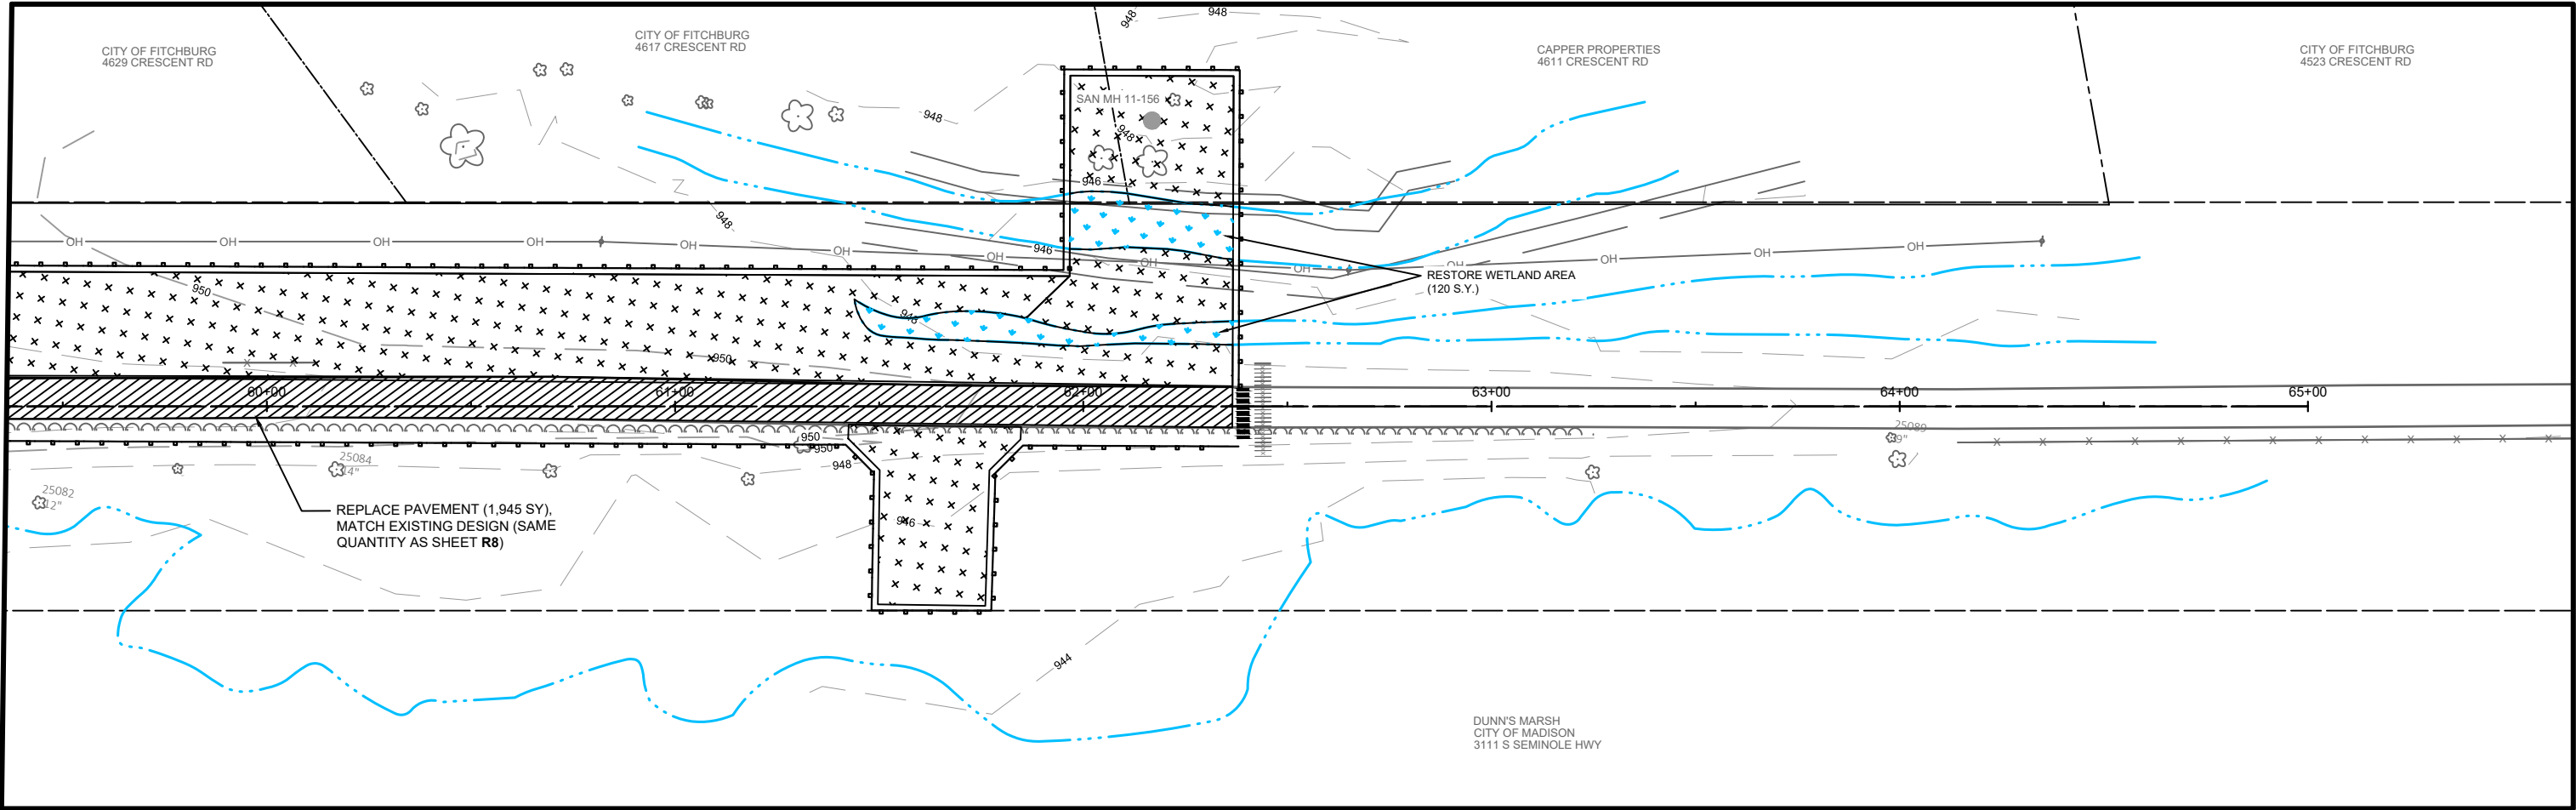 948
948
CITY OF FITCHBURG
4629 CRESCENT RD
CITY OF FITCHBURG
4617 CRESCENT RD
CAPPER PROPERTIES
4611 CRESCENT RD
CITY OF FITCHBURG
4523 CRESCENT RD
SAN MH 11-156
948
948
946
948
946
OH OH OH OH OH OH OH OH OH OH OH OH OH
RESTORE WETLAND AREA
(120 S.Y.)
950
948
950
60+00 61+00 62+00 63+00 64+00 65+00
950
950
948
25084
14"
25089
25082
12"
REPLACE PAVEMENT (1,945 SY),
MATCH EXISTING DESIGN (SAME
QUANTITY AS SHEET R8)
946
944
DUNN'S MARSH
CITY OF MADISON
3111 S SEMINOLE HWY